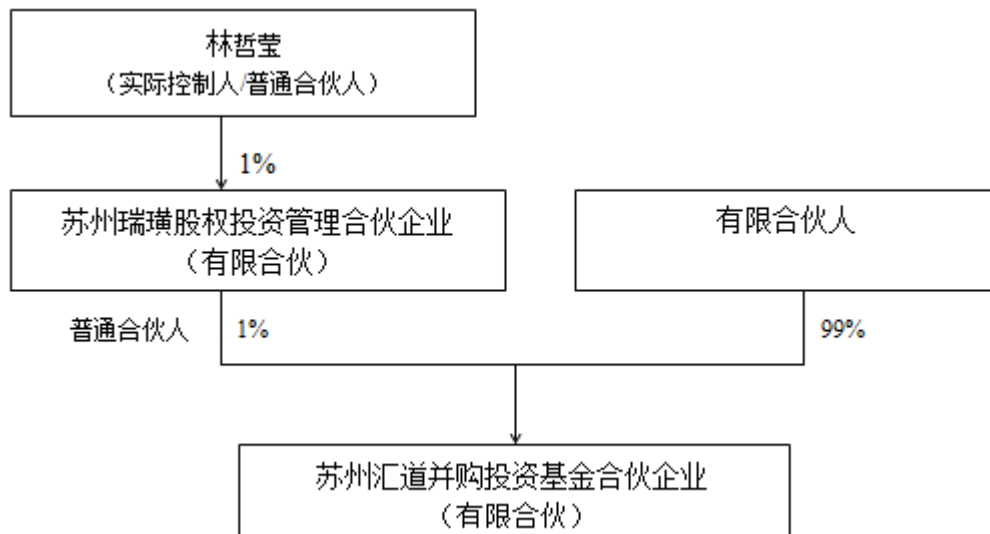 林哲莹
（实际控制人/普通合伙人）
1%
苏州瑞璜股权投资管理合伙企业
（有限合伙）
有限合伙人
普通合伙人
1%
99%
苏州汇道并购投资基金合伙企业
（有限合伙）